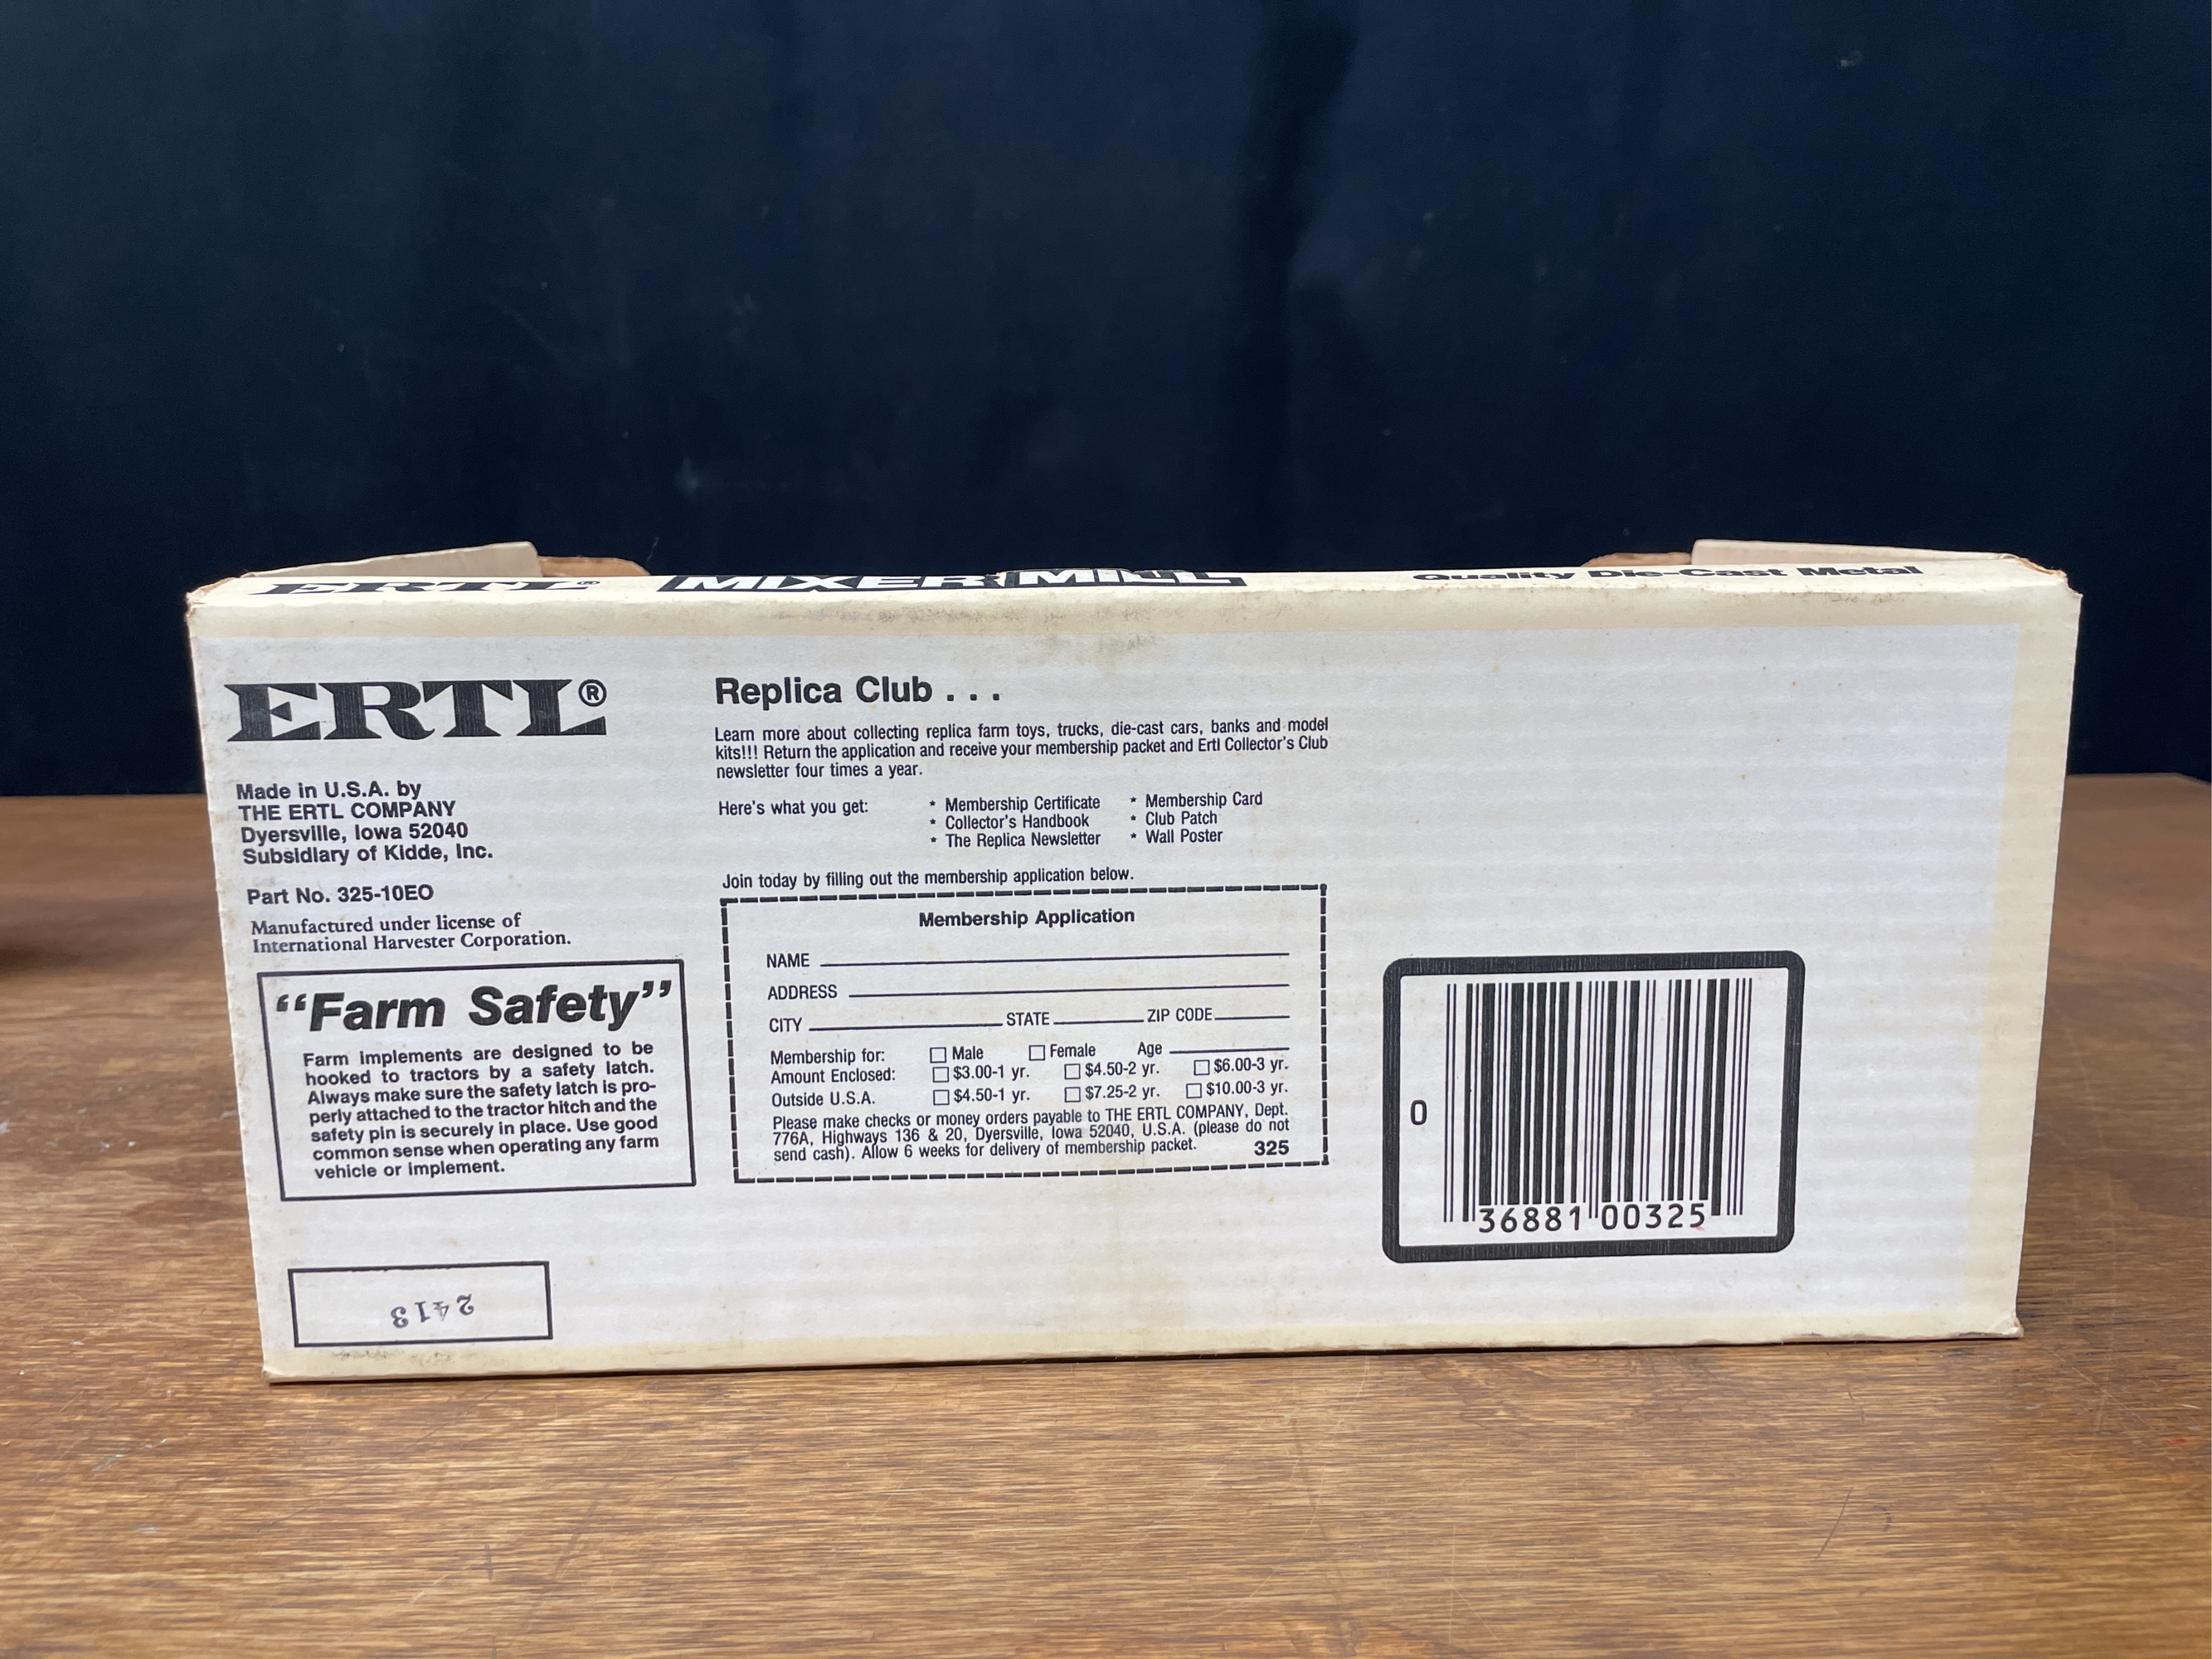 ERTL® MIXER MILL Quality Die-Cast Metal
ERTL®
Made in U.S.A. by
THE ERTL COMPANY
Dyersville, Iowa 52040
Subsidiary of Kidde, Inc.
Part No. 325-10EO
Manufactured under license of
International Harvester Corporation.
“Farm Safety”
Farm implements are designed to be
hooked to tractors by a safety latch.
Always make sure the safety latch is pro-
perly attached to the tractor hitch and the
safety pin is securely in place. Use good
common sense when operating any farm
vehicle or implement.
2413
Replica Club . . .
Learn more about collecting replica farm toys, trucks, die-cast cars, banks and model
kits!!! Return the application and receive your membership packet and Ertl Collector's Club
newsletter four times a year.
Here's what you get: * Membership Certificate * Membership Card
* Collector's Handbook * Club Patch
* The Replica Newsletter * Wall Poster
Join today by filling out the membership application below.
Membership Application
NAME
ADDRESS
CITY STATE ZIP CODE
Membership for: Male Female Age
Amount Enclosed: $3.00-1 yr. $4.50-2 yr. $6.00-3 yr.
Outside U.S.A. $4.50-1 yr. $7.25-2 yr. $10.00-3 yr.
Please make checks or money orders payable to THE ERTL COMPANY, Dept.
776A, Highways 136 & 20, Dyersville, Iowa 52040, U.S.A. (please do not
send cash). Allow 6 weeks for delivery of membership packet. 325
0 36881 00325